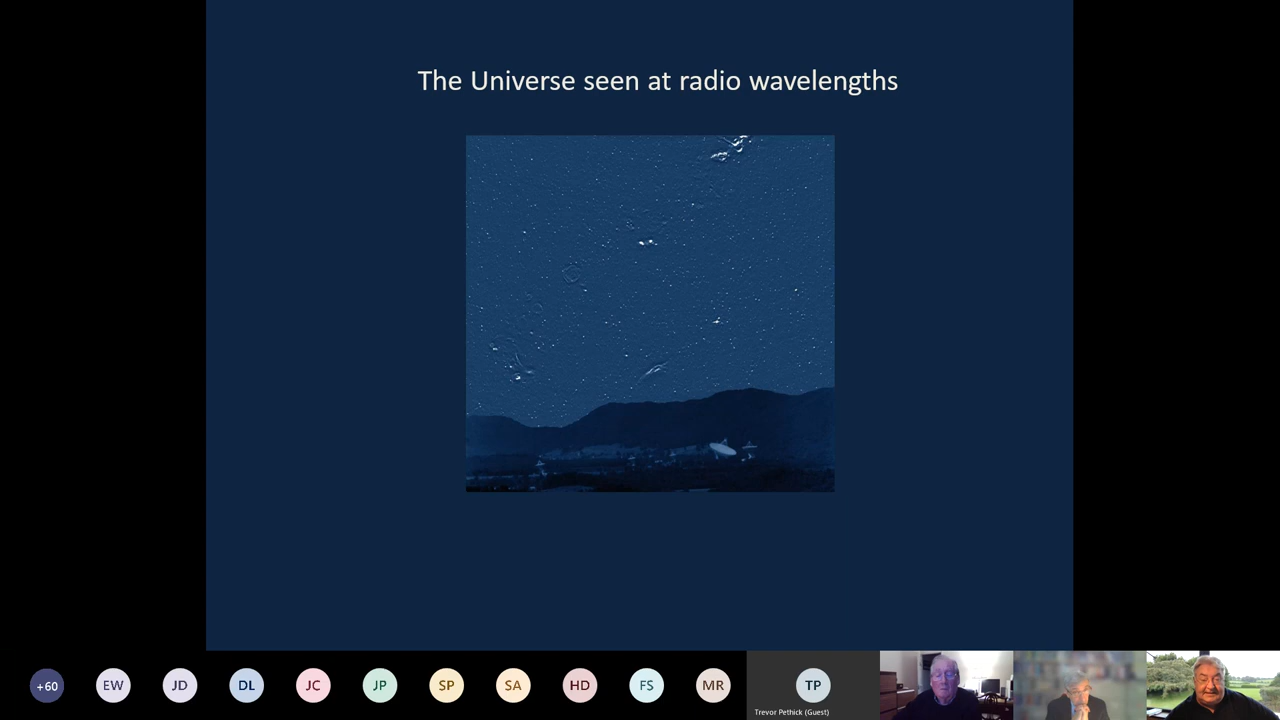 The Universe seen at radio wavelengths
+60
EW
JD
DL
JC
JP
SP
SA
HD
FS
MR
TP
Trevor Pethick (Guest)